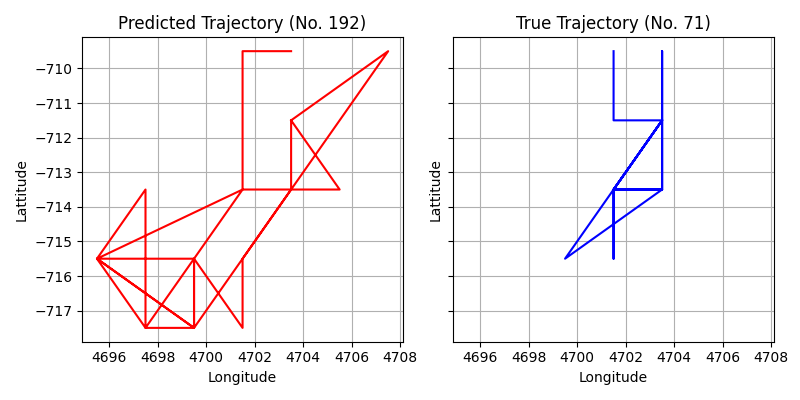 Predicted Trajectory (No. 192)
True Trajectory (No. 71)
−710
−711
−712
−713
−714
−715
−716
−717
Lattitude
Lattitude
4696 4698 4700 4702 4704 4706 4708
4696 4698 4700 4702 4704 4706 4708
Longitude
Longitude